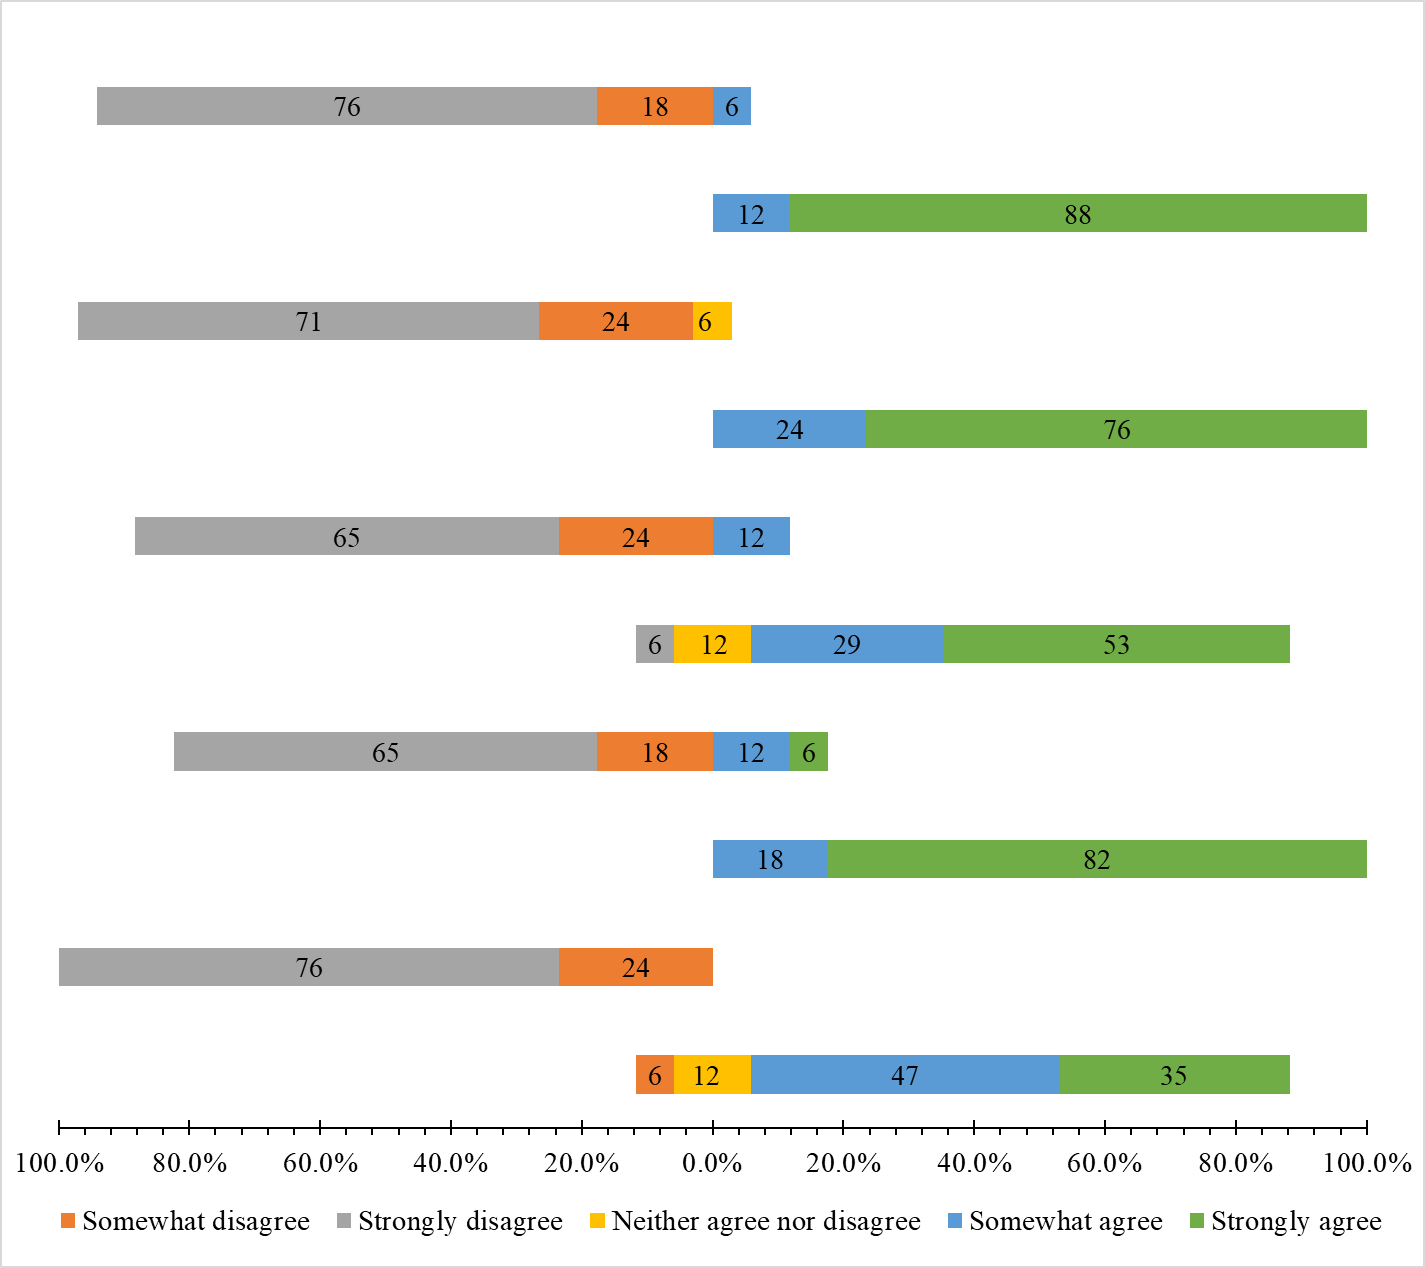 76 18 6
12 88
71 24 6
24 76
65 24 12
6 12 29 53
65 18 12 6
18 82
76 24
6 12 47 35
100.0% 80.0% 60.0% 40.0% 20.0% 0.0% 20.0% 40.0% 60.0% 80.0% 100.0%
Somewhat disagree Strongly disagree Neither agree nor disagree Somewhat agree Strongly agree